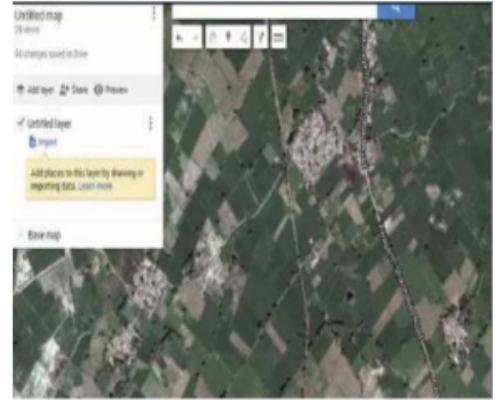 Untitled map
All changes saved in Drive
Add layer Share Preview
Untitled layer
Import
Add places to this layer by drawing or
importing data. Learn more
Base map